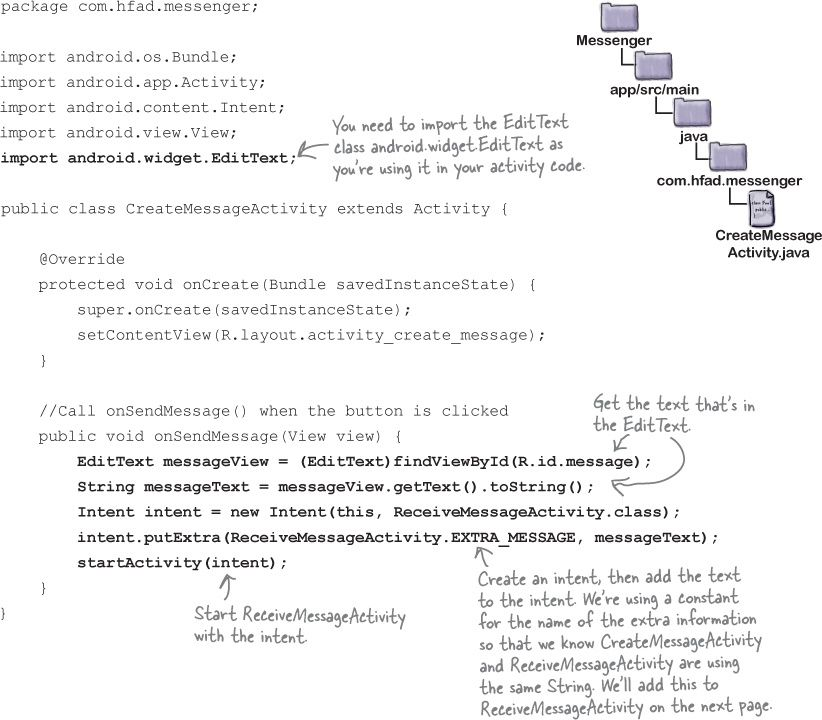 package com.hfad.messenger;
import android.os.Bundle;
import android.app.Activity;
import android.content.Intent;
import android.view.View;
import android.widget.EditText;
You need to import the EditText
class android.widget.EditText as
you're using it in your activity code.
Messenger
app/src/main
java
com.hfad.messenger
CreateMessage
Activity.java
public class CreateMessageActivity extends Activity {
@Override
protected void onCreate(Bundle savedInstanceState) {
super.onCreate(savedInstanceState);
setContentView(R.layout.activity_create_message);
}
//Call onSendMessage() when the button is clicked
public void onSendMessage(View view) {
Get the text that's in
the EditText.
EditText messageView = (EditText)findViewById(R.id.message);
String messageText = messageView.getText().toString();
Intent intent = new Intent(this, ReceiveMessageActivity.class);
intent.putExtra(ReceiveMessageActivity.EXTRA_MESSAGE, messageText);
startActivity(intent);
}
}
Start ReceiveMessageActivity
with the intent.
Create an intent, then add the text
to the intent. We're using a constant
for the name of the extra information
so that we know CreateMessageActivity
and ReceiveMessageActivity are using
the same String. We'll add this to
ReceiveMessageActivity on the next page.